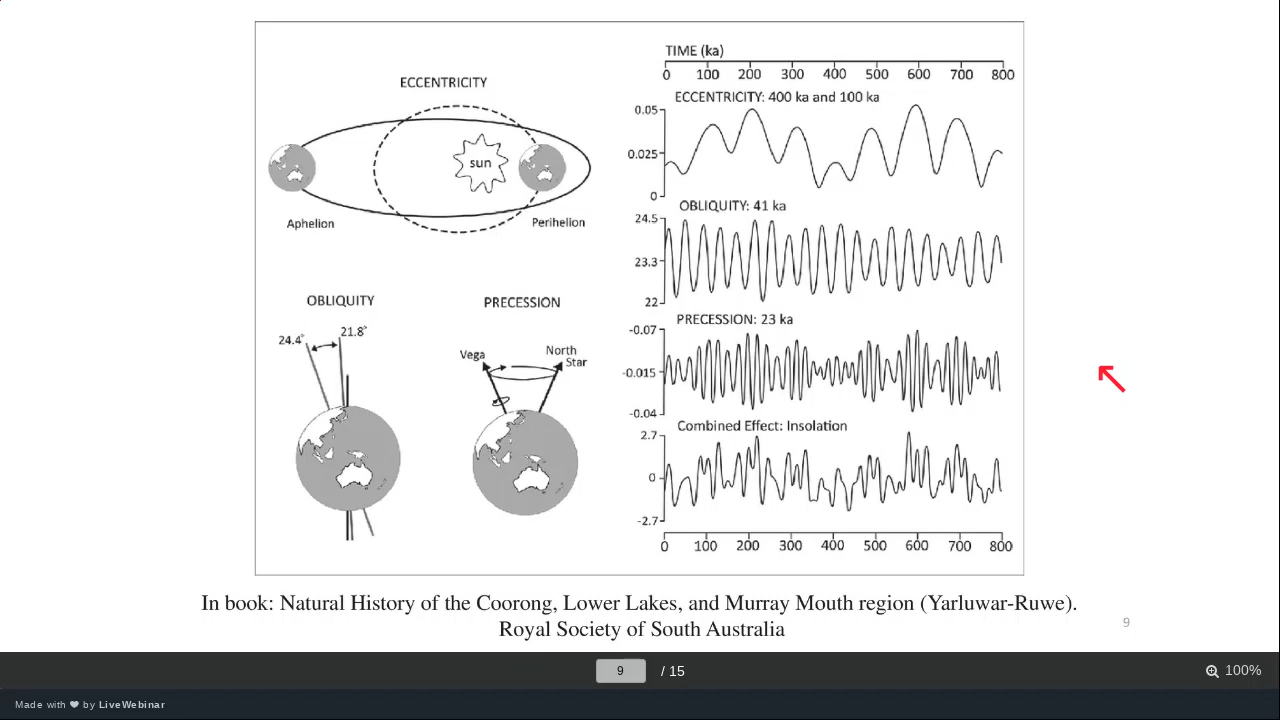 ECCENTRICITY
sun
Aphelion
Perihelion
OBLIQUITY
24.4°
21.8°
PRECESSION
Vega
North
Star
TIME (ka)
0 100 200 300 400 500 600 700 800
ECCENTRICITY: 400 ka and 100 ka
0.05
0.025
0
OBLIQUITY: 41 ka
24.5
23.3
22
PRECESSION: 23 ka
-0.07
-0.015
-0.04
Combined Effect: Insolation
2.7
0
-2.7
0 100 200 300 400 500 600 700 800
In book: Natural History of the Coorong, Lower Lakes, and Murray Mouth region (Yarluwar-Ruwe).
Royal Society of South Australia
9
9 / 15
100%
Made with ❤ by LiveWebinar